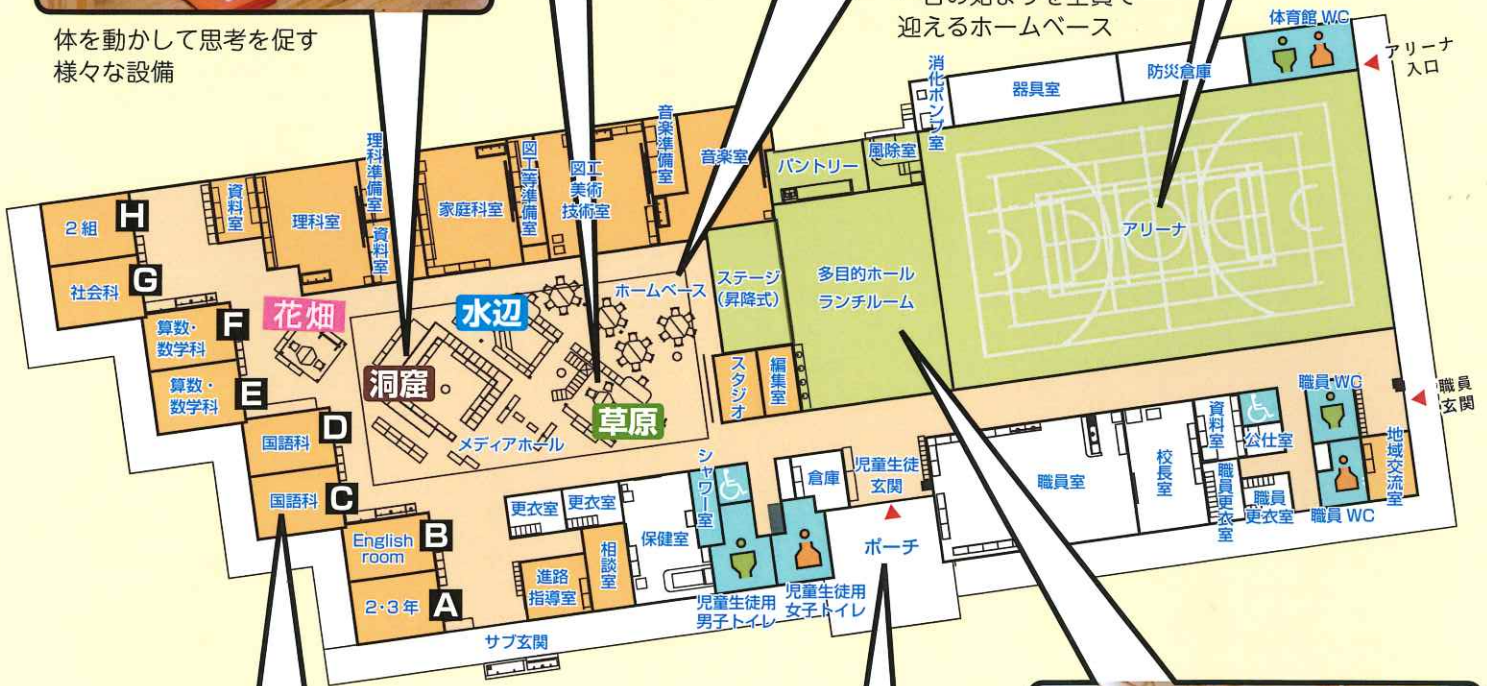 体を動かして思考を促す
様々な設備
迎えるホームベース
体育館 WC
アリーナ
入口
防災倉庫
器具室
消化ポンプ室
風除室
パントリー
音楽準備室
音楽室
図工
美術
技術室
図工等準備室
家庭科室
理科準備室
資料室
理科室
資料室
2組
H
社会科
G
算数・
数学科
F
算数・
数学科
E
国語科
D
国語科
C
English
room
B
2・3年
A
花畑
水辺
洞窟
草原
メディアホール
ホームベース
ステージ
(昇降式)
スタジオ
編集室
多目的ホール
ランチルーム
アリーナ
更衣室
更衣室
保健室
シャワー室
相談室
進路
指導室
サブ玄関
児童生徒用
男子トイレ
児童生徒用
女子トイレ
倉庫
児童生徒
玄関
ポーチ
職員室
校長室
資料室
職員更衣室
公仕室
職員
更衣室
職員 WC
職員 WC
地域交流室
職員
玄関